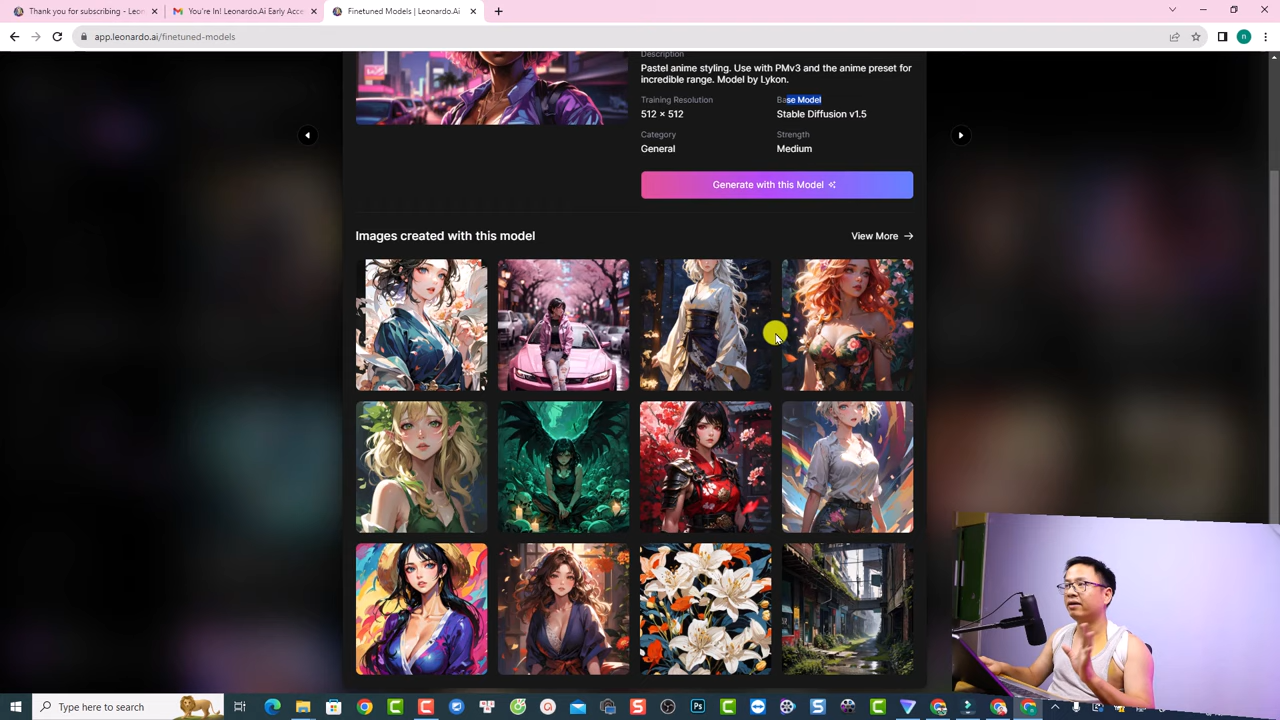 Thank you for subscribing - Leon
You're In! Leonardo.Ai Early Acce
Finetuned Models | Leonardo.Ai
app.leonardo.ai/finetuned-models
n
Description
Pastel anime styling. Use with PMv3 and the anime preset for
incredible range. Model by Lykon.
Training Resolution
512 × 512
Base Model
Stable Diffusion v1.5
Category
General
Strength
Medium
Generate with this Model
Images created with this model
View More
Type here to search